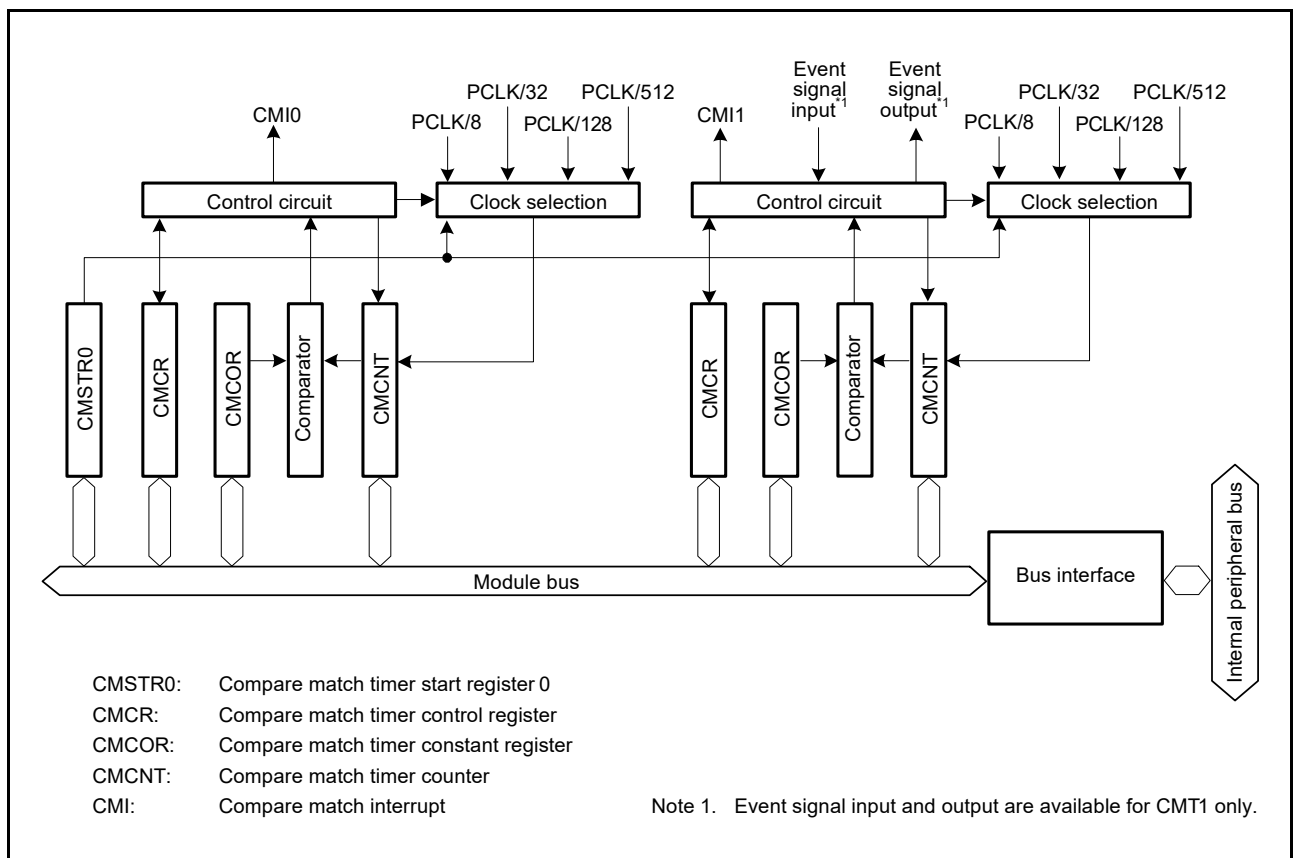 CMI0
PCLK/8
PCLK/32
PCLK/128
PCLK/512
CMI1
Event
signal
input*1
Event
signal
output*1
PCLK/8
PCLK/32
PCLK/128
PCLK/512
Control circuit
Clock selection
Control circuit
Clock selection
CMSTR0
CMCR
CMCOR
Comparator
CMCNT
CMCR
CMCOR
Comparator
CMCNT
Module bus
Bus interface
Internal peripheral bus
CMSTR0: Compare match timer start register 0
CMCR: Compare match timer control register
CMCOR: Compare match timer constant register
CMCNT: Compare match timer counter
CMI: Compare match interrupt
Note 1. Event signal input and output are available for CMT1 only.